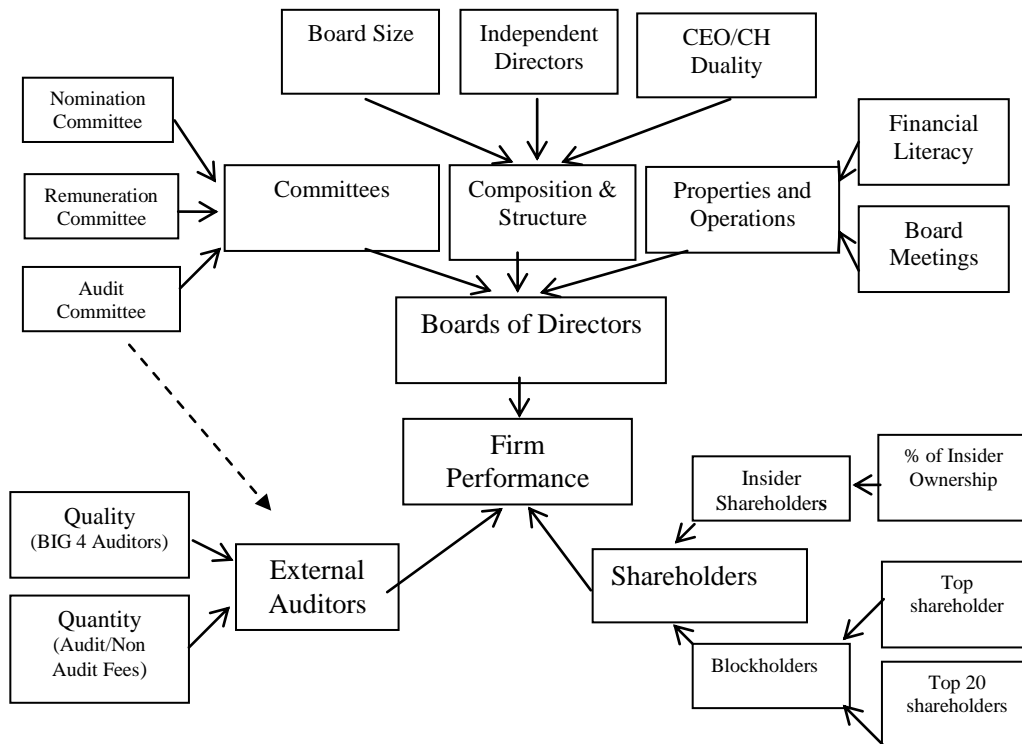 Board Size
Independent
Directors
CEO/CH
Duality
Nomination
Committee
Financial
Literacy
Remuneration
Committee
Committees
Composition &
Structure
Properties and
Operations
Board
Meetings
Audit
Committee
Boards of Directors
Firm
Performance
% of Insider
Ownership
Insider
Shareholders
Quality
(BIG 4 Auditors)
External
Auditors
Shareholders
Top
shareholder
Quantity
(Audit/Non
Audit Fees)
Blockholders
Top 20
shareholders